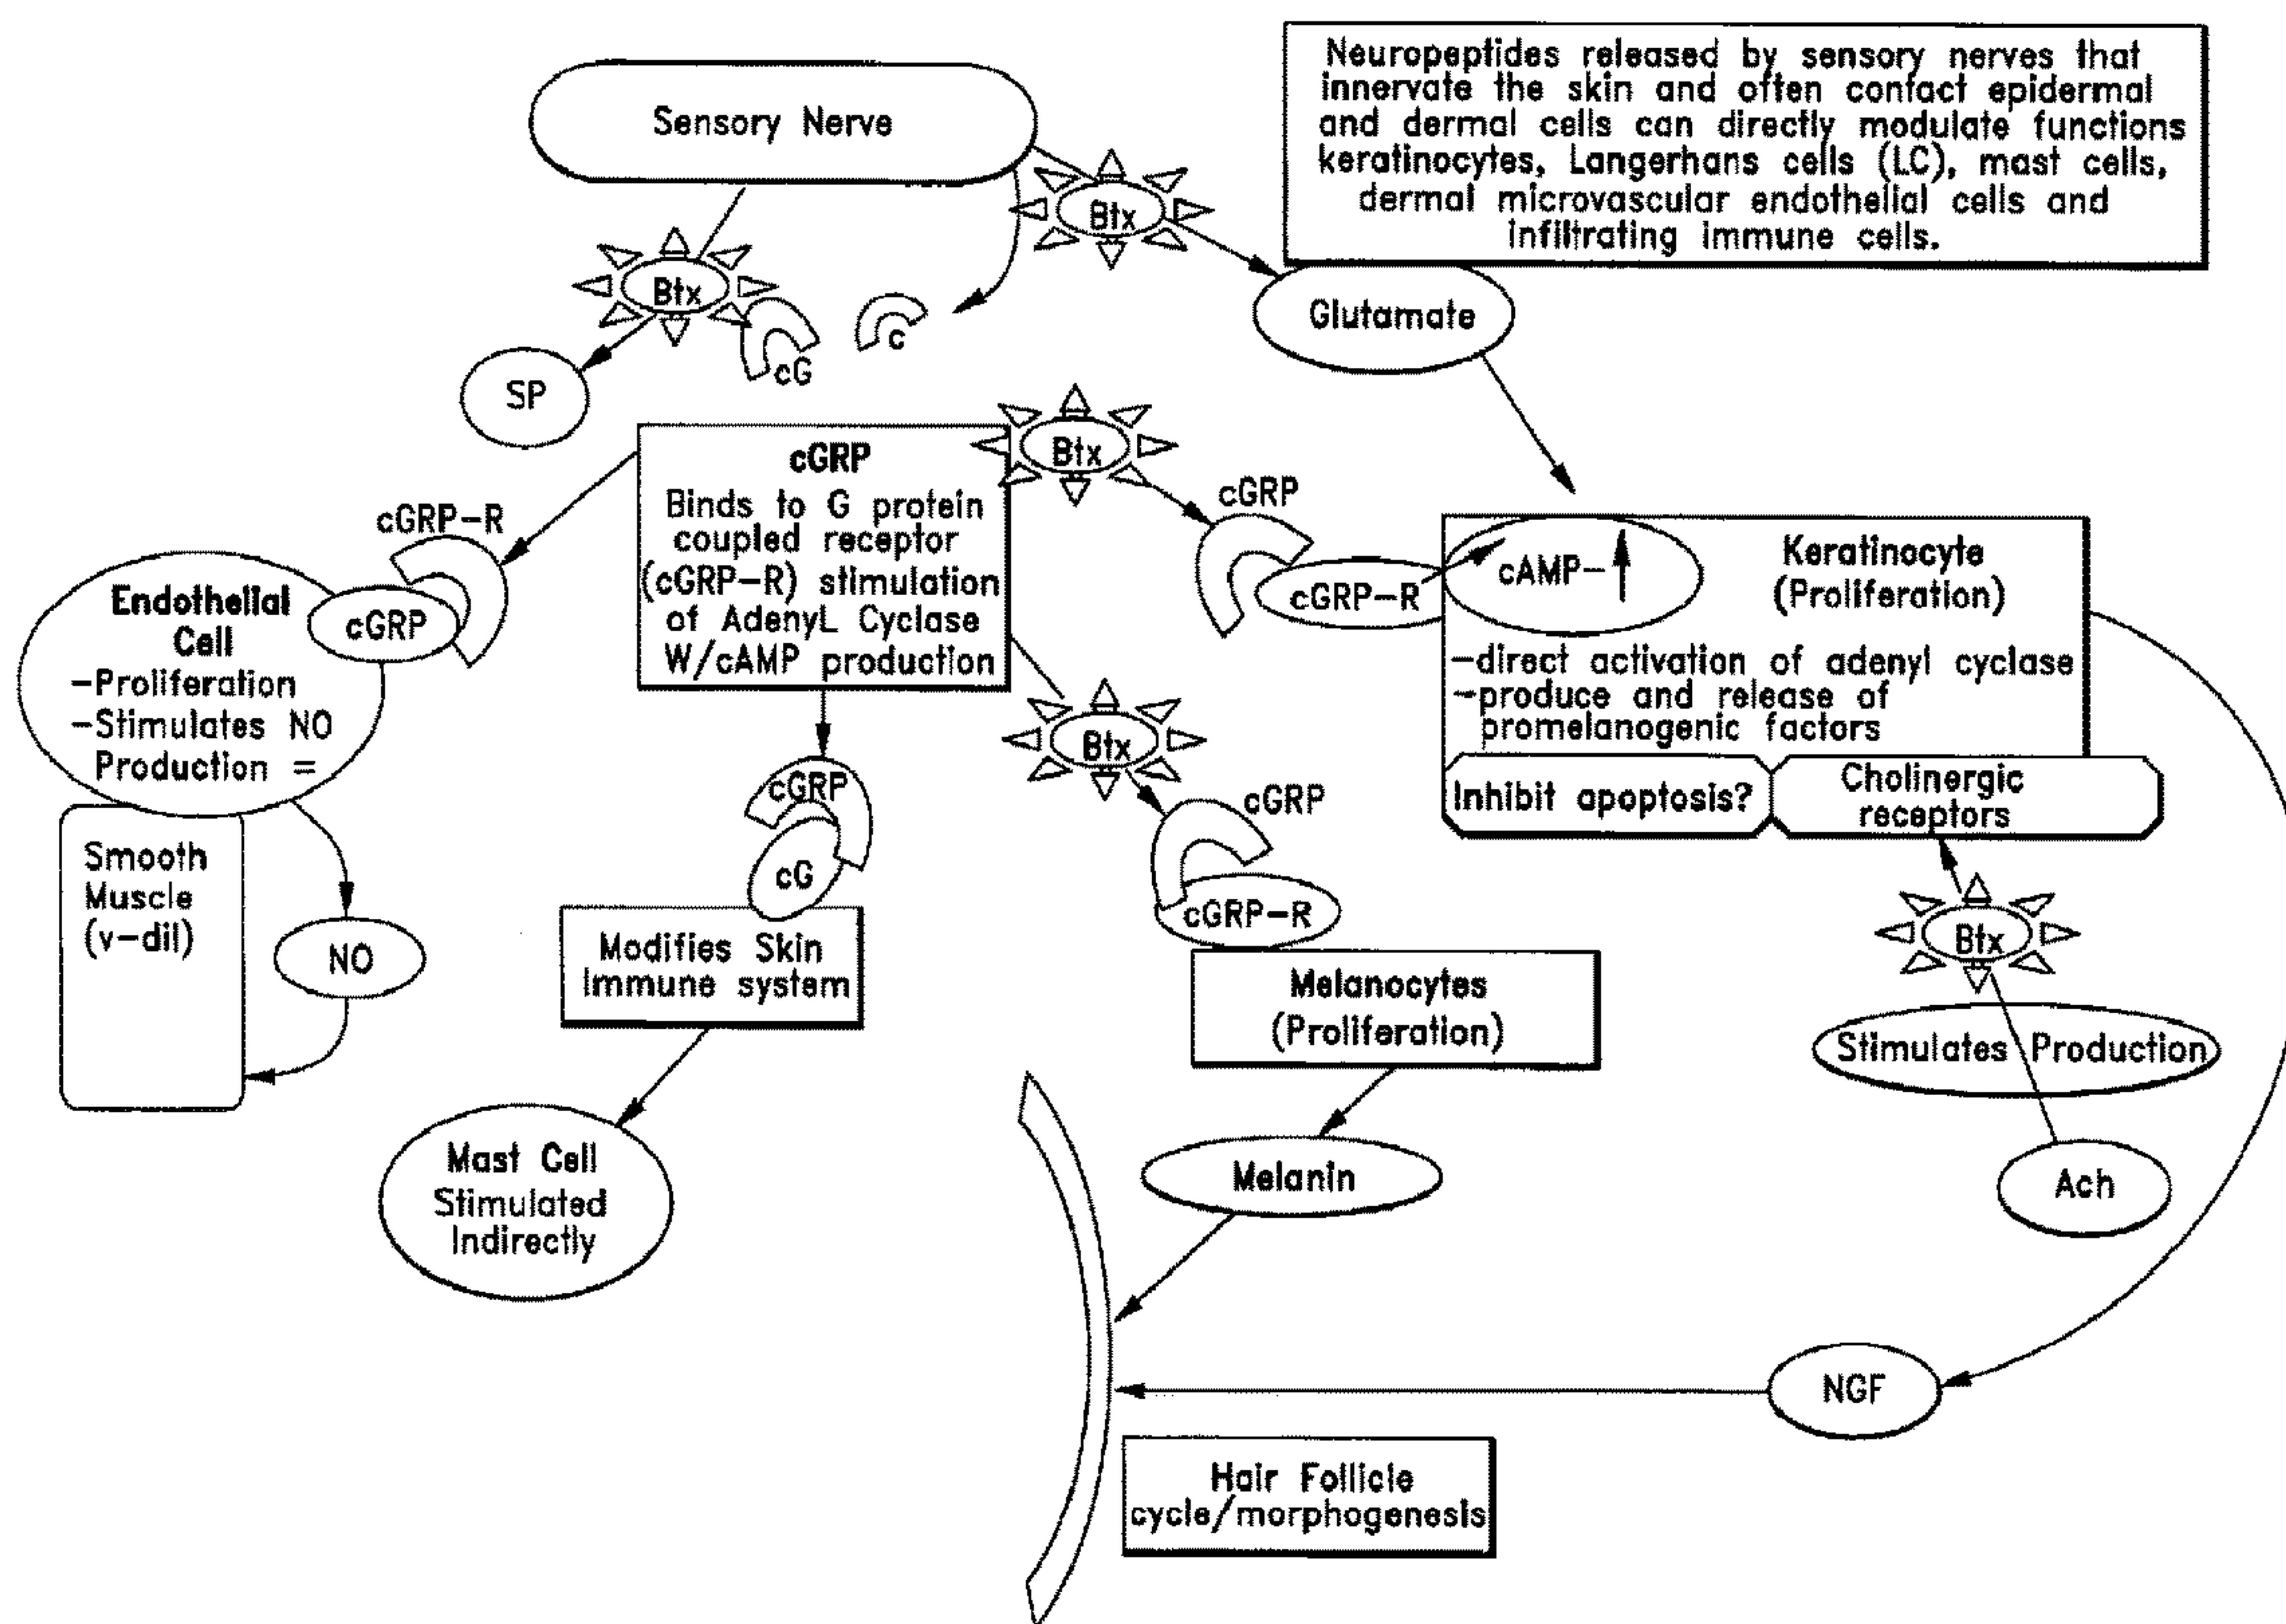 Sensory Nerve
Neuropeptides released by sensory nerves that
innervate the skin and often contact epidermal
and dermal cells can directly modulate functions
keratinocytes, Langerhans cells (LC), mast cells,
dermal microvascular endothelial cells and
infiltrating immune cells.
Btx
Btx
Glutamate
cG
c
SP
cGRP
Binds to G protein
coupled receptor
(cGRP-R) stimulation
of AdenyL Cyclase
W/cAMP production
Btx
cGRP
cGRP-R
cGRP-R
cGRP
Endothelial
Cell
-Proliferation
-Stimulates NO
Production =
cAMP-
Keratinocyte
(Proliferation)
-direct activation of adenyl cyclase
-produce and release of
promelanogenic factors
Inhibit apoptosis?
Cholinergic
receptors
Btx
cGRP
cG
cGRP
cGRP-R
Smooth
Muscle
(v-dil)
NO
Modifies Skin
Immune system
Melanocytes
(Proliferation)
Btx
Stimulates Production
Ach
Mast Cell
Stimulated
Indirectly
Melanin
NGF
Hair Follicle
cycle/morphogenesis